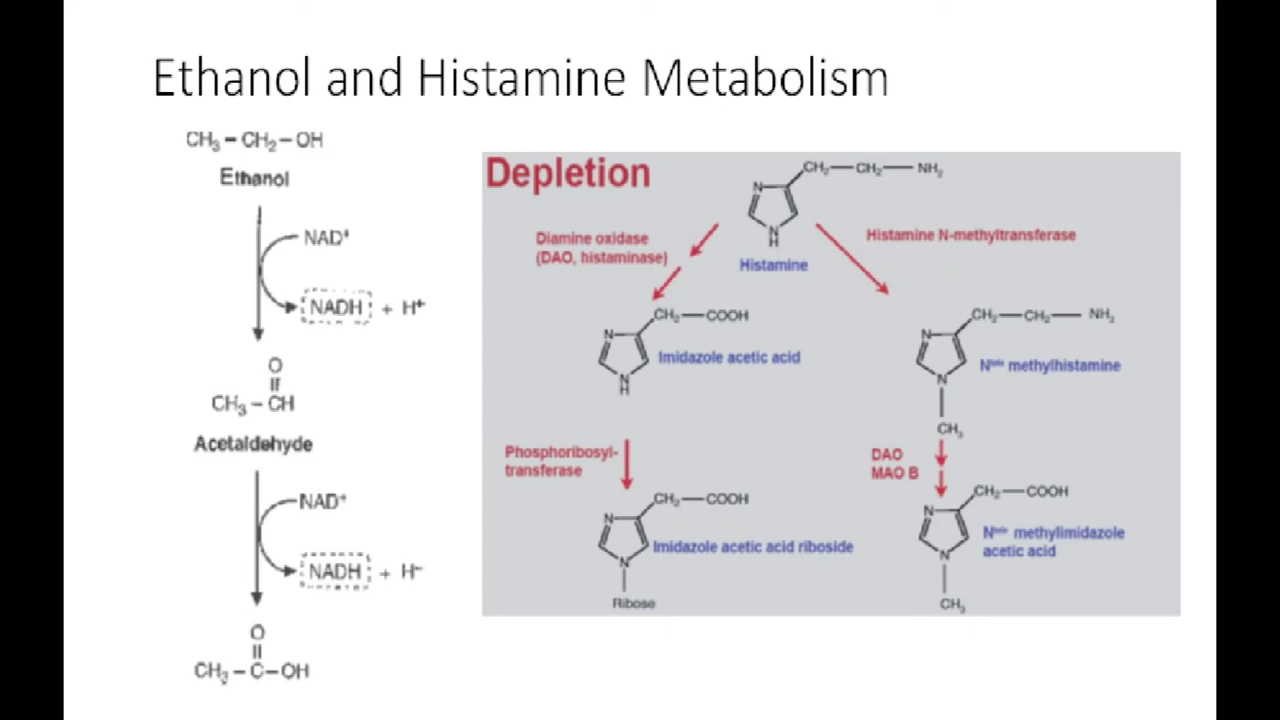 Ethanol and Histamine Metabolism
CH₃ – CH₂ – OH
Ethanol
NAD⁺
NADH + H⁺
O
CH₃ – CH
Acetaldehyde
NAD⁺
NADH + H⁻
O
CH₃ – C – OH
Depletion
CH₂ — CH₂ — NH₂
N
N
H
Histamine
Diamine oxidase
(DAO, histaminase)
Histamine N-methyltransferase
CH₂ — COOH
N
N
H
Imidazole acetic acid
CH₂ — CH₂ — NH₂
N
N
methylhistamine
CH₃
Phosphoribosyl-
transferase
DAO
MAO B
CH₂ — COOH
N
N
Imidazole acetic acid riboside
Ribose
CH₂ — COOH
N
N
methylimidazole
acetic acid
CH₃